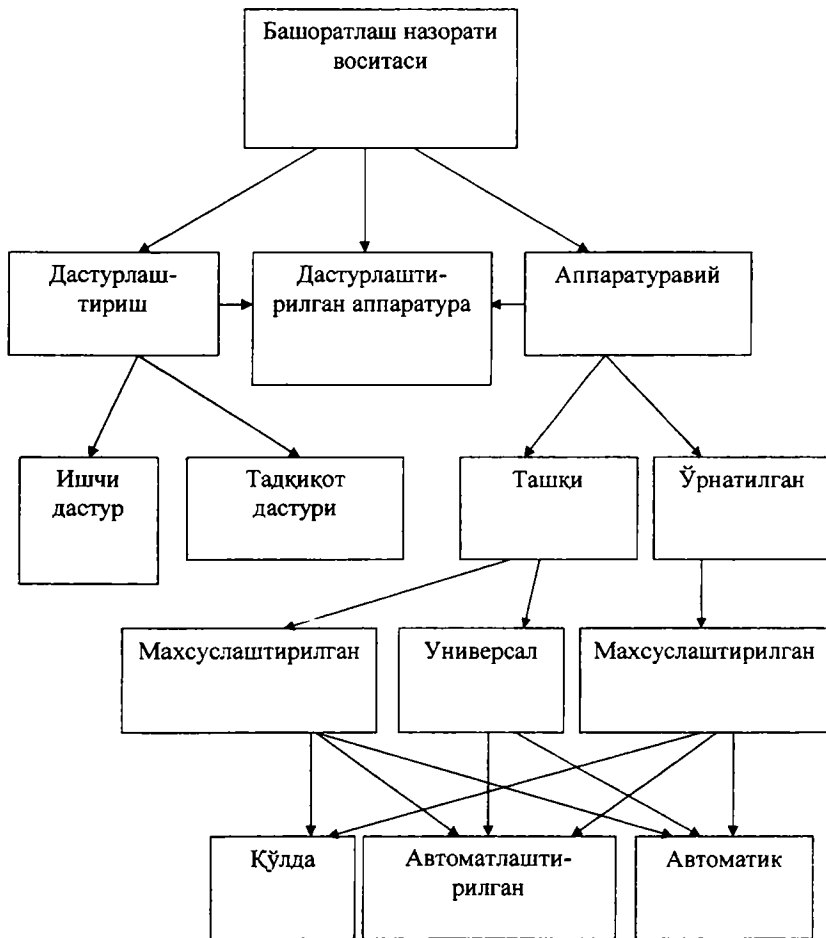 Башоратлаш назорати
воситаси
Дастурлаш-
тириш
Дастурлашти-
рилган аппаратура
Аппаратуравий
Ишчи
дастур
Тадқиқот
дастури
Ташқи
Ўрнатилган
Махсуслаштирилган
Универсал
Махсуслаштирилган
Қўлда
Автоматлашти-
рилган
Автоматик